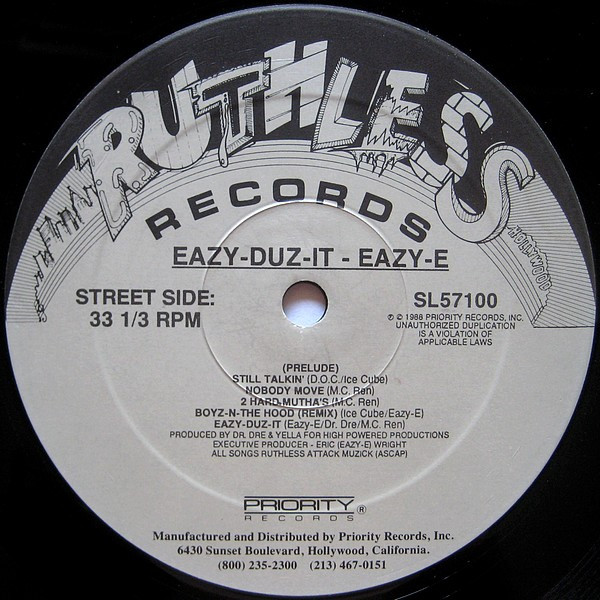 RUTHLESS
RECORDS
HOLLYWOOD
EAZY-DUZ-IT - EAZY-E
STREET SIDE:
33 1/3 RPM
SL57100
℗ © 1988 PRIORITY RECORDS, INC.
UNAUTHORIZED DUPLICATION
IS A VIOLATION OF
APPLICABLE LAWS
(PRELUDE)
STILL TALKIN' (D.O.C./Ice Cube)
NOBODY MOVE (M.C. Ren)
2 HARD MUTHA'S (M.C. Ren)
BOYZ-N-THE HOOD (REMIX) (Ice Cube/Eazy-E)
EAZY-DUZ-IT (Eazy-E/Dr. Dre/M.C. Ren)
PRODUCED BY DR. DRE & YELLA FOR HIGH POWERED PRODUCTIONS
EXECUTIVE PRODUCER - ERIC (EAZY-E) WRIGHT
ALL SONGS RUTHLESS ATTACK MUZICK (ASCAP)
PRIORITY ®
RECORDS
Manufactured and Distributed by Priority Records, Inc.
6430 Sunset Boulevard, Hollywood, California.
(800) 235-2300 (213) 467-0151